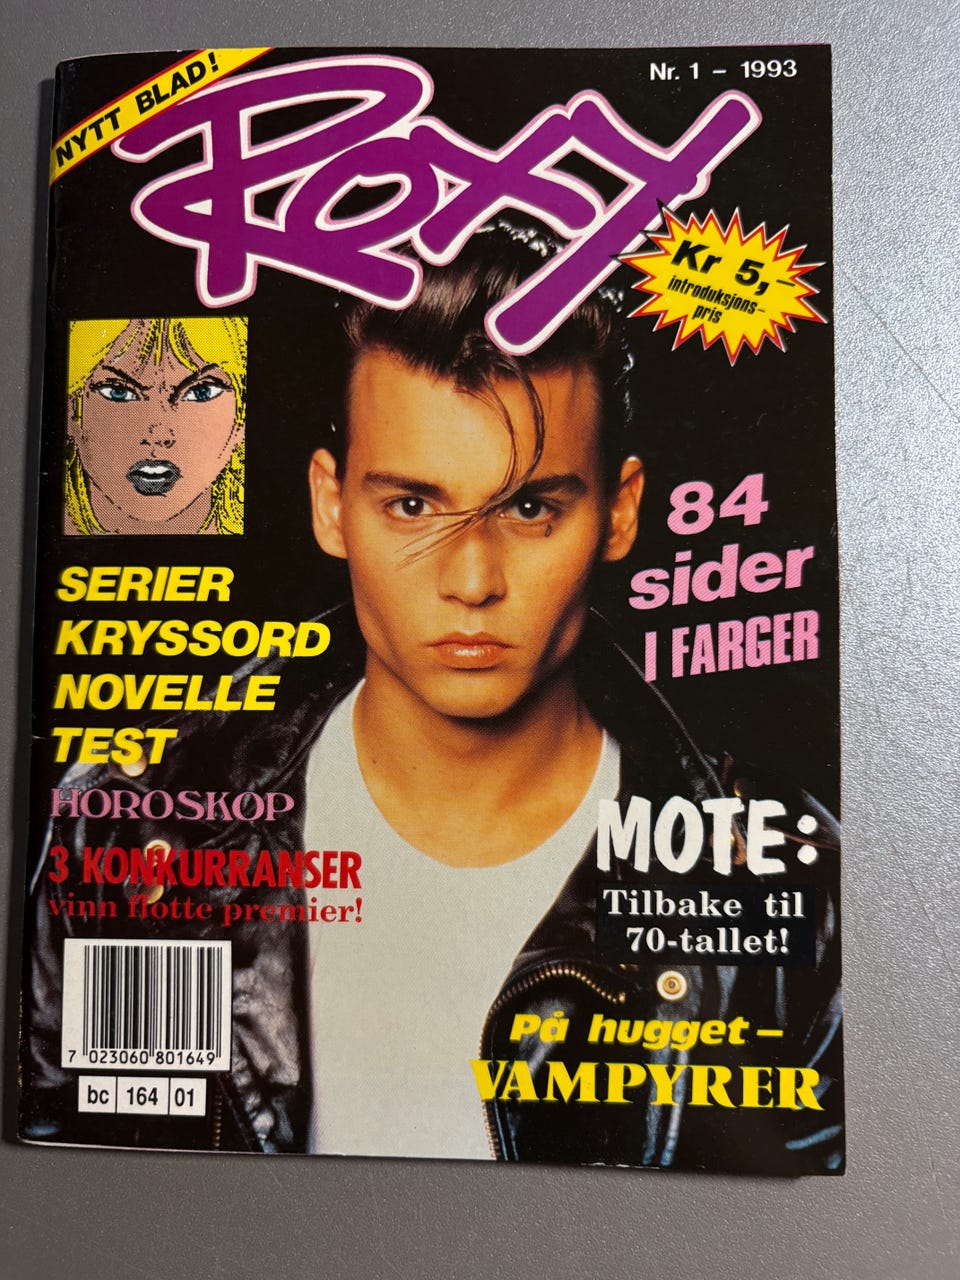 NYTT BLAD!
Nr. 1 – 1993
Roxy
Kr 5,–
introduksjons–
pris
84
sider
I FARGER
SERIER
KRYSSORD
NOVELLE
TEST
HOROSKOP
3 KONKURRANSER
vinn flotte premier!
MOTE:
Tilbake til
70-tallet!
På hugget –
VAMPYRER
7 023060 801649
bc 164 01